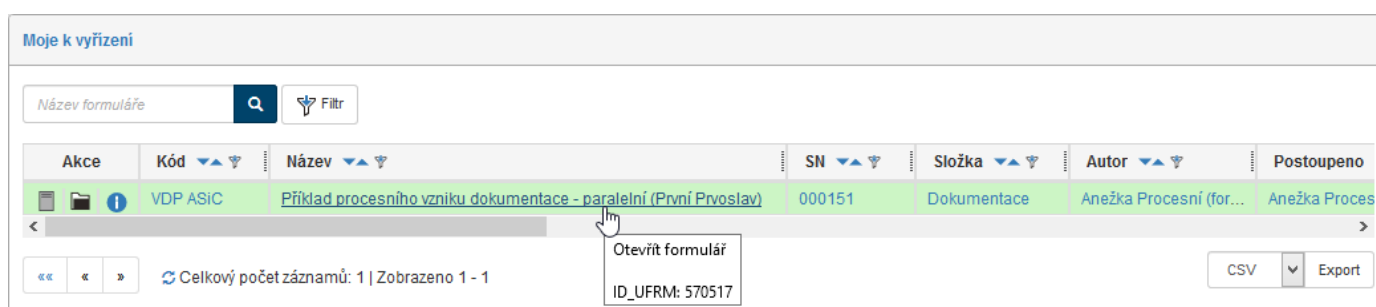 Moje k vyřízení
Název formuláře Filtr
Akce Kód Název SN Složka Autor Postoupeno
VDP ASiC Příklad procesního vzniku dokumentace - paralelní (První Prvoslav) 000151 Dokumentace Anežka Procesní (for... Anežka Proces
Otevřít formulář
ID_UFRM: 570517
«« « » Celkový počet záznamů: 1 | Zobrazeno 1 - 1 CSV Export